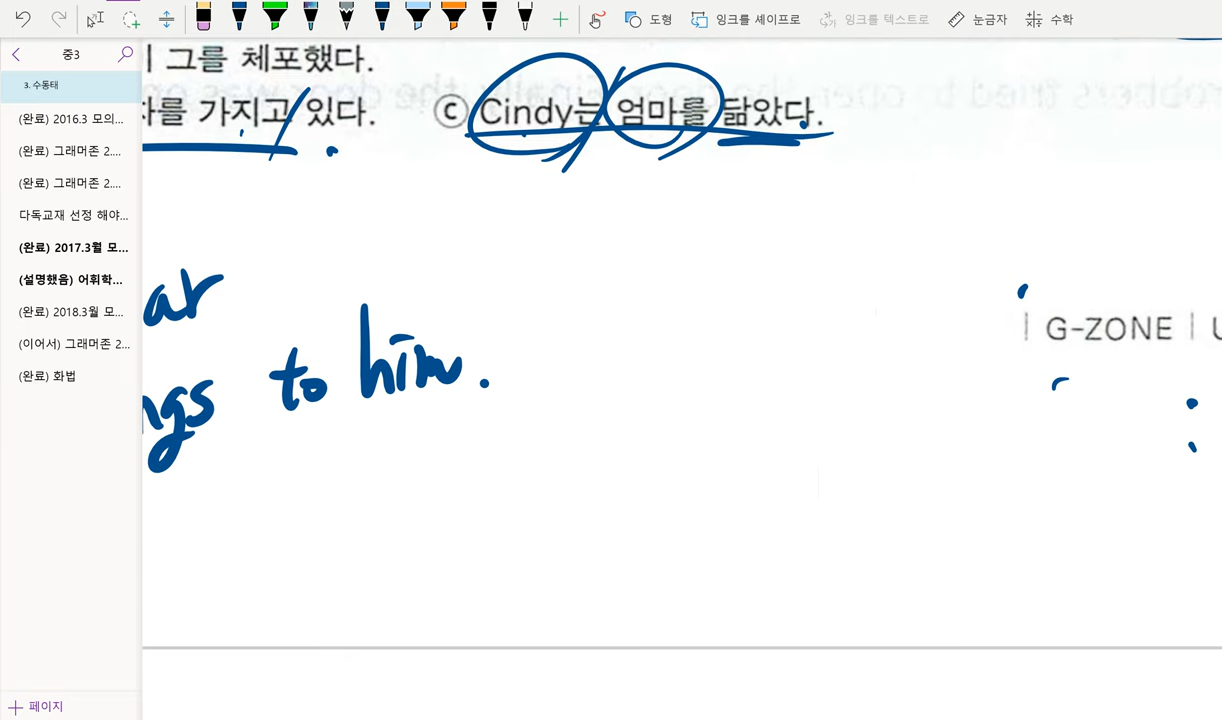 도형
잉크를 셰이프로
잉크를 텍스트로
눈금자
수학
중3
3. 수동태
(완료) 2016.3 모의...
(완료) 그래머존 2....
(완료) 그래머존 2....
다독교재 선정 해야...
(완료) 2017.3월 모...
(설명했음) 어휘학...
(완료) 2018.3월 모...
(이어서) 그래머존 2...
(완료) 화법
페이지
그를 체포했다.
를 가지고 있다. ⓒ Cindy는 엄마를 닮았다.
to him.
| G-ZONE | U